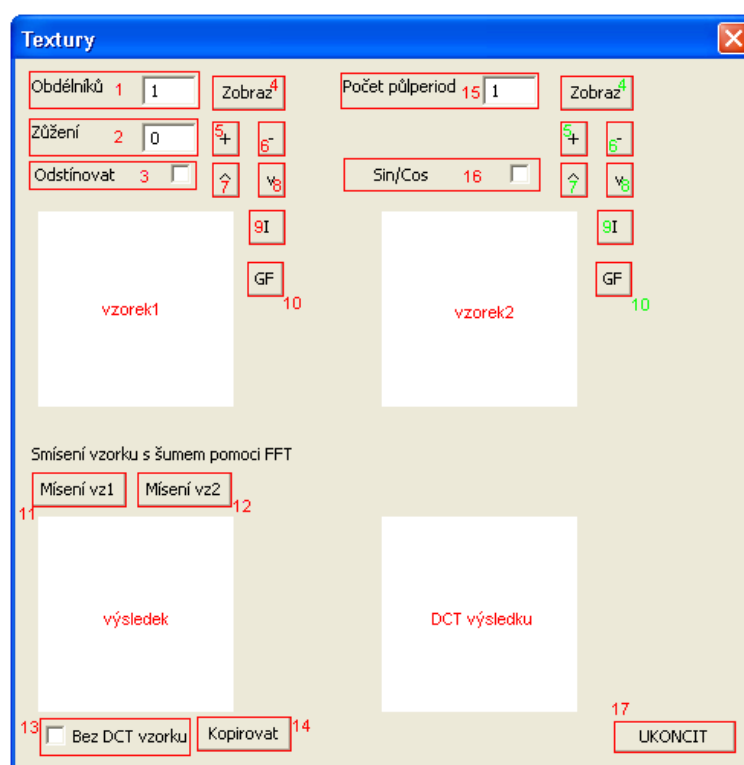 Textury
Obdélníků 1 1 Zobraz 4 Počet půlperiod 15 1 Zobraz 4
Zúžení 2 0 5 + 6 - 5 + 6 -
Odstínovat 3 ^ 7 v 8 Sin/Cos 16 ^ 7 v 8
9 I 9 I
GF GF
10 10
vzorek1 vzorek2
Smísení vzorku s šumem pomoci FFT
Mísení vz1 Mísení vz2
11 12
výsledek DCT výsledku
13 Bez DCT vzorku Kopirovat 14 17
UKONCIT